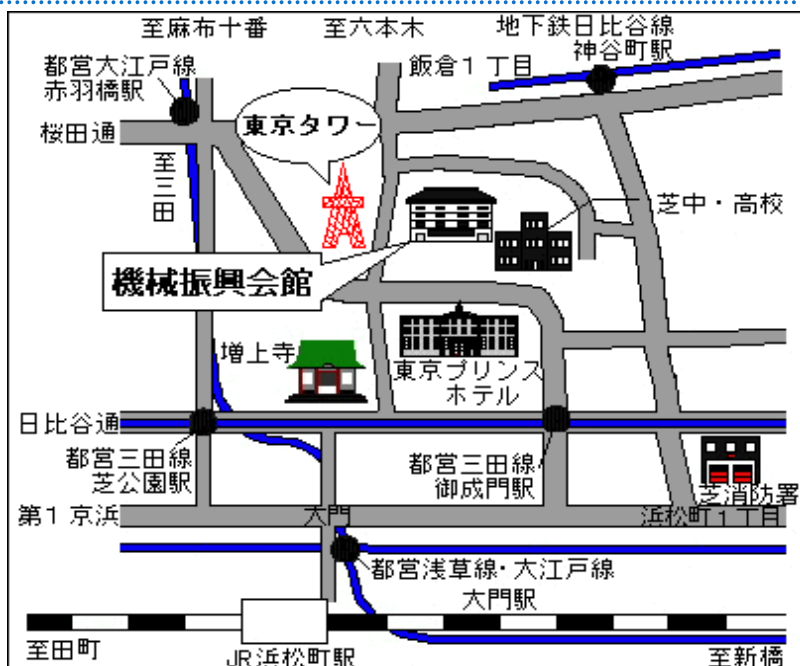 至麻布十番
至六本木
地下鉄日比谷線
神谷町駅
都営大江戸線
赤羽橋駅
飯倉1丁目
桜田通
東京タワー
至三田
芝中・高校
機械振興会館
増上寺
東京プリンス
ホテル
日比谷通
都営三田線
芝公園駅
都営三田線
御成門駅
芝消防署
第1京浜
大門
浜松町1丁目
都営浅草線・大江戸線
大門駅
至田町
JR浜松町駅
至新橋